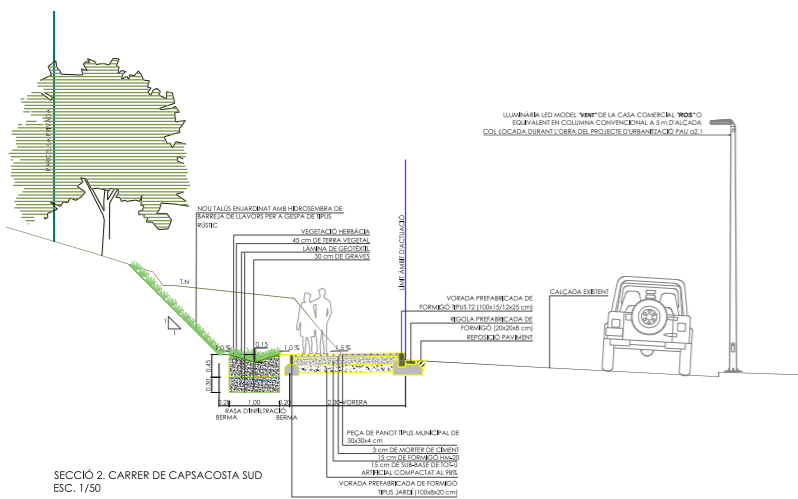 LLUMINÀRIA LED MODEL "VENT" DE LA CASA COMERCIAL "ROS" O
EQUIVALENT EN COLUMNA CONVENCIONAL A 5 m D'ALÇADA
COL·LOCADA DURANT L'OBRA DEL PROJECTE D'URBANITZACIÓ PAU α2.1
NOU TALÚS ENJARDINAT AMB HIDROSEMBRA DE
BARREJA DE LLAVORS PER A GESPA DE TIPUS
RÚSTIC
VEGETACIÓ HERBÀCIA
45 cm DE TERRA VEGETAL
LÀMINA DE GEOTÈXTIL
30 cm DE GRAVES
LÍMIT ÀMBIT D'ACTUACIÓ
T.N
CALÇADA EXISTENT
VORADA PREFABRICADA DE
FORMIGÓ TIPUS T2 (100x15/12x25 cm)
RIGOLA PREFABRICADA DE
FORMIGÓ (20x20x8 cm)
REPOSICIÓ PAVIMENT
1
1
1,0%
0.15
1,0%
1,5%
0.45
0.30
0.20
1.00
0.20
2.30-VORERA
RASA D'INFILTRACIÓ
BERMA
BERMA
PEÇA DE PANOT TIPUS MUNICIPAL DE
30x30x4 cm
3 cm DE MORTER DE CIMENT
15 cm DE FORMIGÓ HM-20
15 cm DE SUB-BASE DE TOT-Ú
ARTIFICIAL COMPACTAT AL 98%
VORADA PREFABRICADA DE FORMIGÓ
TIPUS JARDÍ (100x8x20 cm)
SECCIÓ 2. CARRER DE CAPSACOSTA SUD
ESC. 1/50